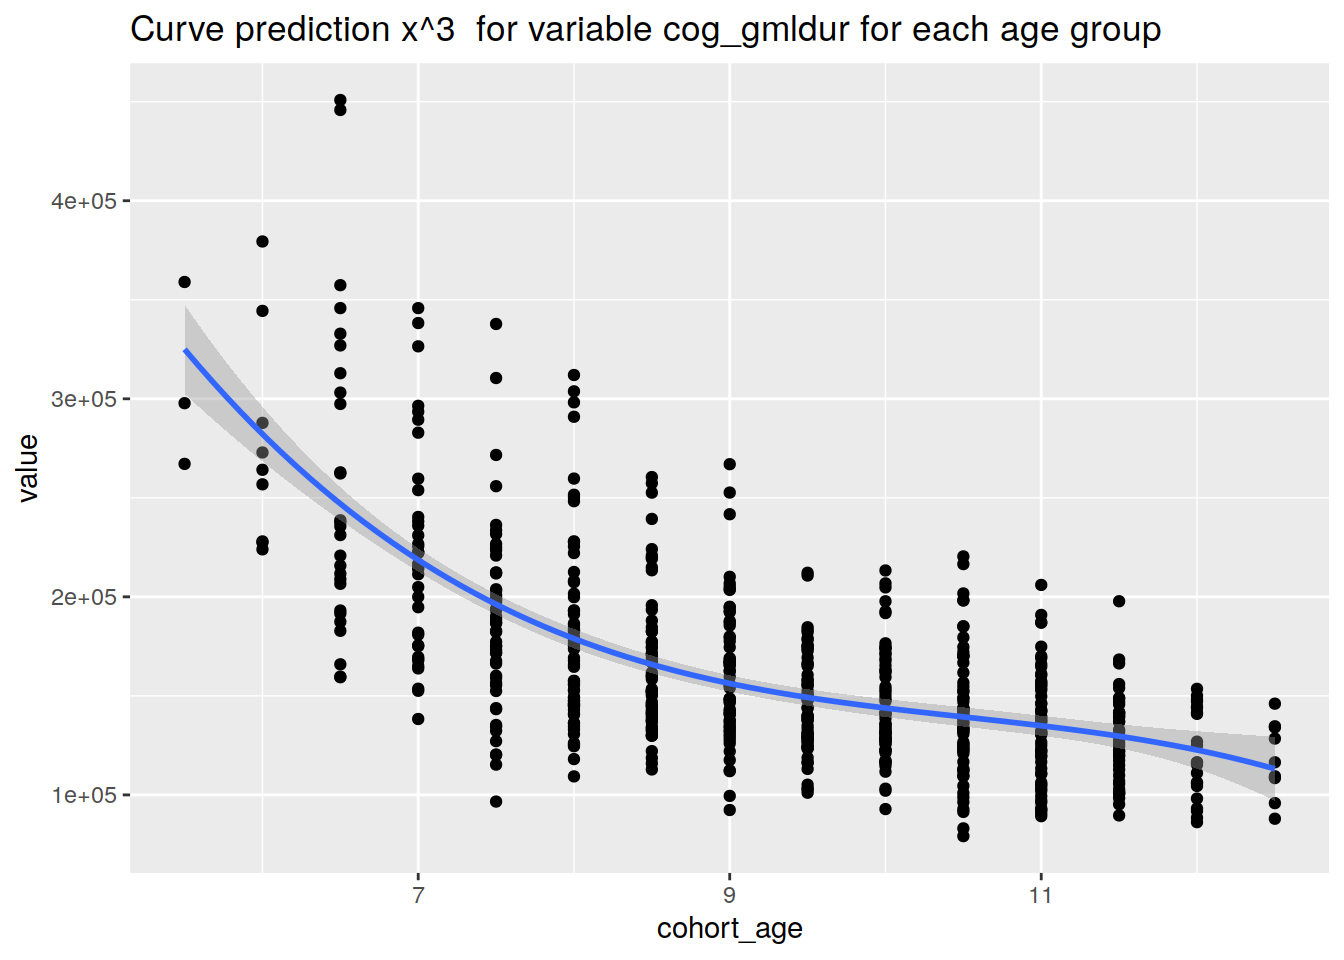 Curve prediction x^3  for variable cog_gmldur for each age group
4e+05
3e+05
2e+05
1e+05
value
7
9
11
cohort_age